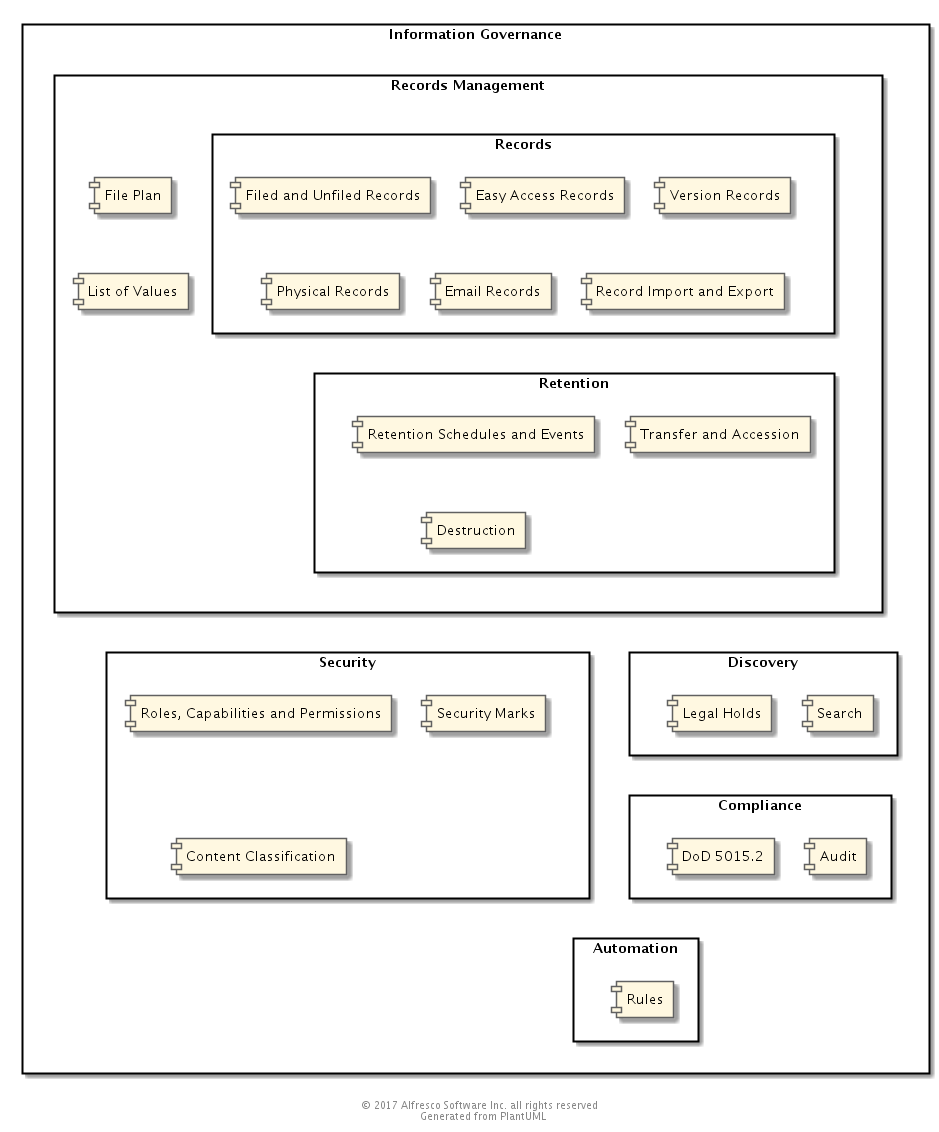 Information Governance
Records Management
Records
File Plan
Filed and Unfiled Records
Easy Access Records
Version Records
List of Values
Physical Records
Email Records
Record Import and Export
Retention
Retention Schedules and Events
Transfer and Accession
Destruction
Security
Roles, Capabilities and Permissions
Security Marks
Content Classification
Discovery
Legal Holds
Search
Compliance
DoD 5015.2
Audit
Automation
Rules
© 2017 Alfresco Software Inc. all rights reserved
Generated from PlantUML